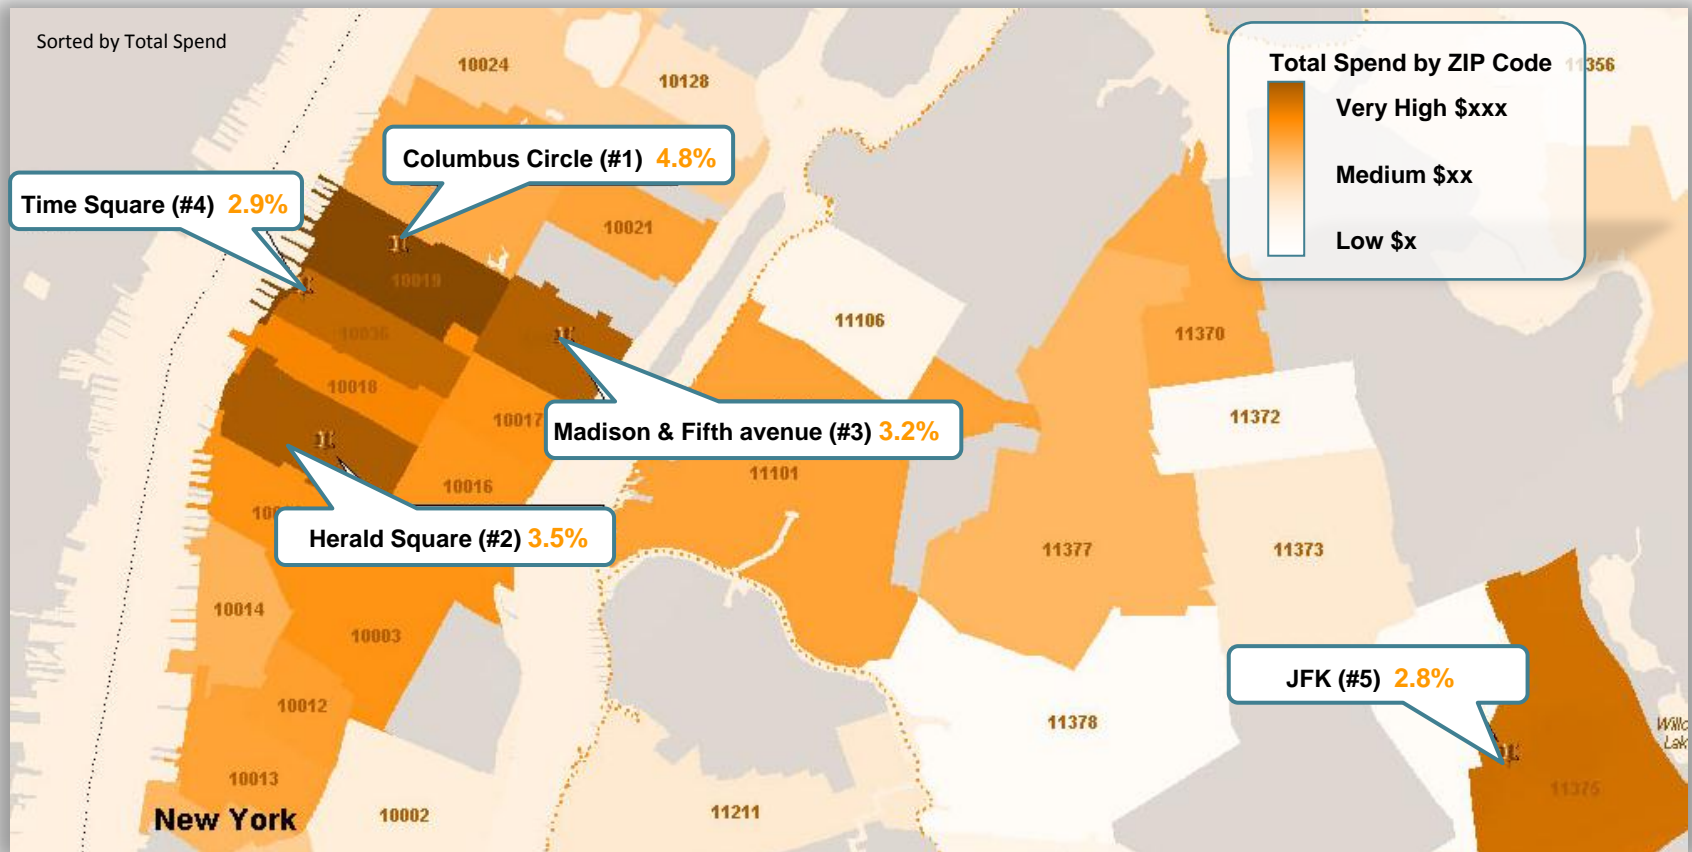 Sorted by Total Spend
10024
10128
Total Spend by ZIP Code
11356
Very High $xxx
Medium $xx
Low $x
Columbus Circle (#1) 4.8%
Time Square (#4) 2.9%
10021
10019
11106
10036
11370
10018
10017
11372
Madison & Fifth avenue (#3) 3.2%
11101
10016
Herald Square (#2) 3.5%
11377
11373
10014
10003
JFK (#5) 2.8%
10012
11378
10013
11375
New York
10002
11211